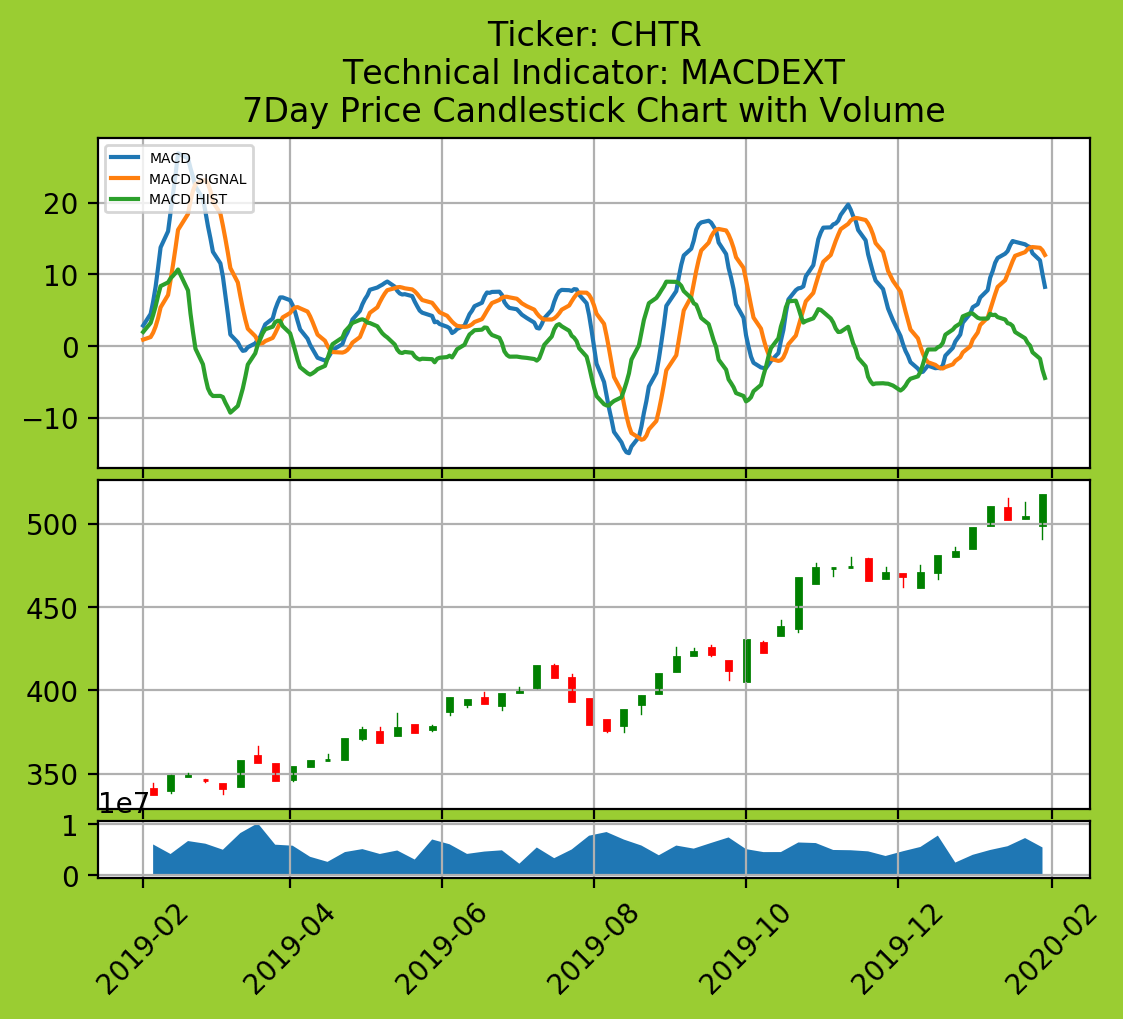 Ticker: CHTR
Technical Indicator: MACDEXT
7Day Price Candlestick Chart with Volume
MACD
MACD SIGNAL
MACD HIST
20
10
0
−10
500
450
400
350
1e7
1
0
2019-02
2019-04
2019-06
2019-08
2019-10
2019-12
2020-02